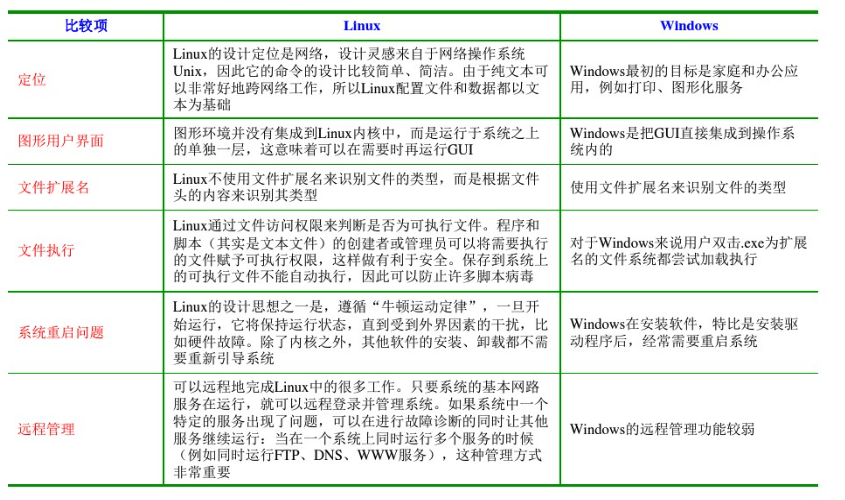 比较项 Linux Windows
定位
Linux的设计定位是网络，设计灵感来自于网络操作系统
Unix，因此它的命令的设计比较简单、简洁。由于纯文本可
以非常好地跨网络工作，所以Linux配置文件和数据都以文
本为基础
Windows最初的目标是家庭和办公应
用，例如打印、图形化服务
图形用户界面
图形环境并没有集成到Linux内核中，而是运行于系统之上
的单独一层，这意味着可以在需要时再运行GUI
Windows是把GUI直接集成到操作系
统内的
文件扩展名
Linux不使用文件扩展名来识别文件的类型，而是根据文件
头的内容来识别其类型
使用文件扩展名来识别文件的类型
文件执行
Linux通过文件访问权限来判断是否为可执行文件。程序和
脚本（其实是文本文件）的创建者或管理员可以将需要执行
的文件赋予可执行权限，这样做有利于安全。保存到系统上
的可执行文件不能自动执行，因此可以防止许多脚本病毒
对于Windows来说用户双击.exe为扩展
名的文件系统都尝试加载执行
系统重启问题
Linux的设计思想之一是，遵循“牛顿运动定律”，一旦开
始运行，它将保持运行状态，直到受到外界因素的干扰，比
如硬件故障。除了内核之外，其他软件的安装、卸载都不需
要重新引导系统
Windows在安装软件，特比是安装驱
动程序后，经常需要重启系统
远程管理
可以远程地完成Linux中的很多工作。只要系统的基本网路
服务在运行，就可以远程登录并管理系统。如果系统中一个
特定的服务出现了问题，可以在进行故障诊断的同时让其他
服务继续运行：当在一个系统上同时运行多个服务的时候
（例如同时运行FTP、DNS、WWW服务），这种管理方式
非常重要
Windows的远程管理功能较弱